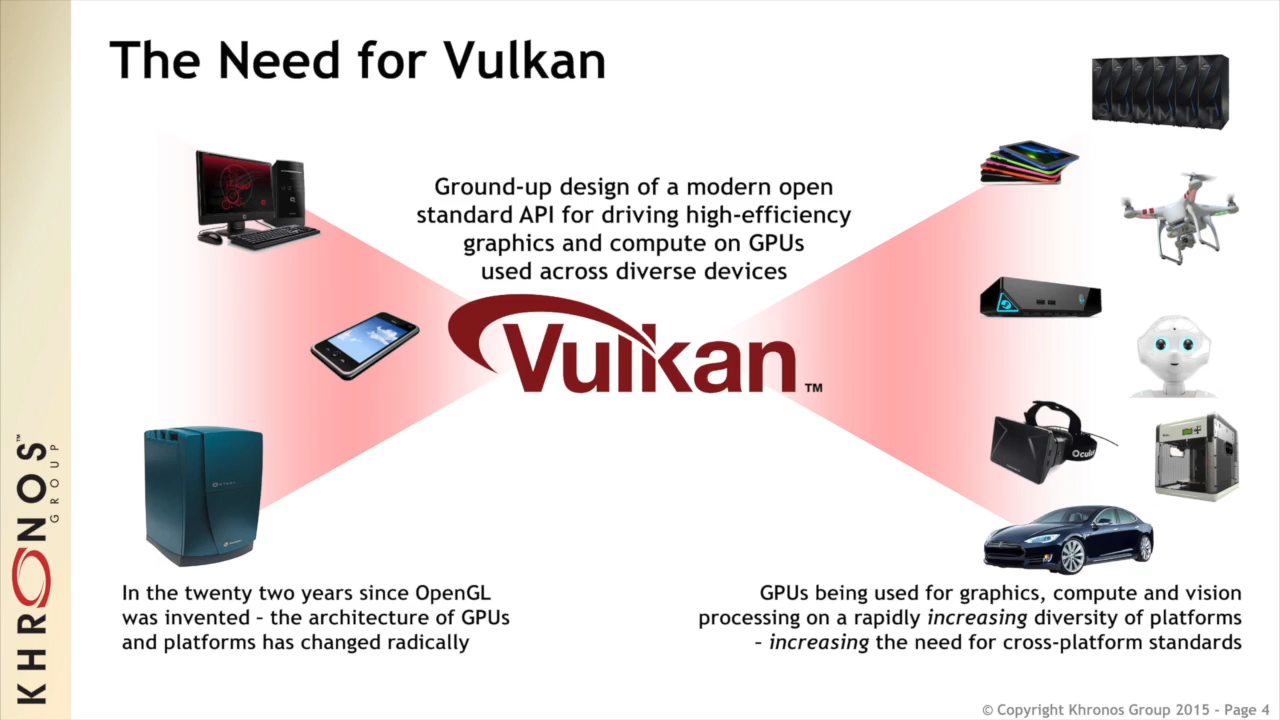 The Need for Vulkan
SUMMIT
Ground-up design of a modern open
standard API for driving high-efficiency
graphics and compute on GPUs
used across diverse devices
Vulkan™
Oculus
In the twenty two years since OpenGL
was invented – the architecture of GPUs
and platforms has changed radically
GPUs being used for graphics, compute and vision
processing on a rapidly increasing diversity of platforms
– increasing the need for cross-platform standards
KHRONOS™
GROUP
© Copyright Khronos Group 2015 - Page 4